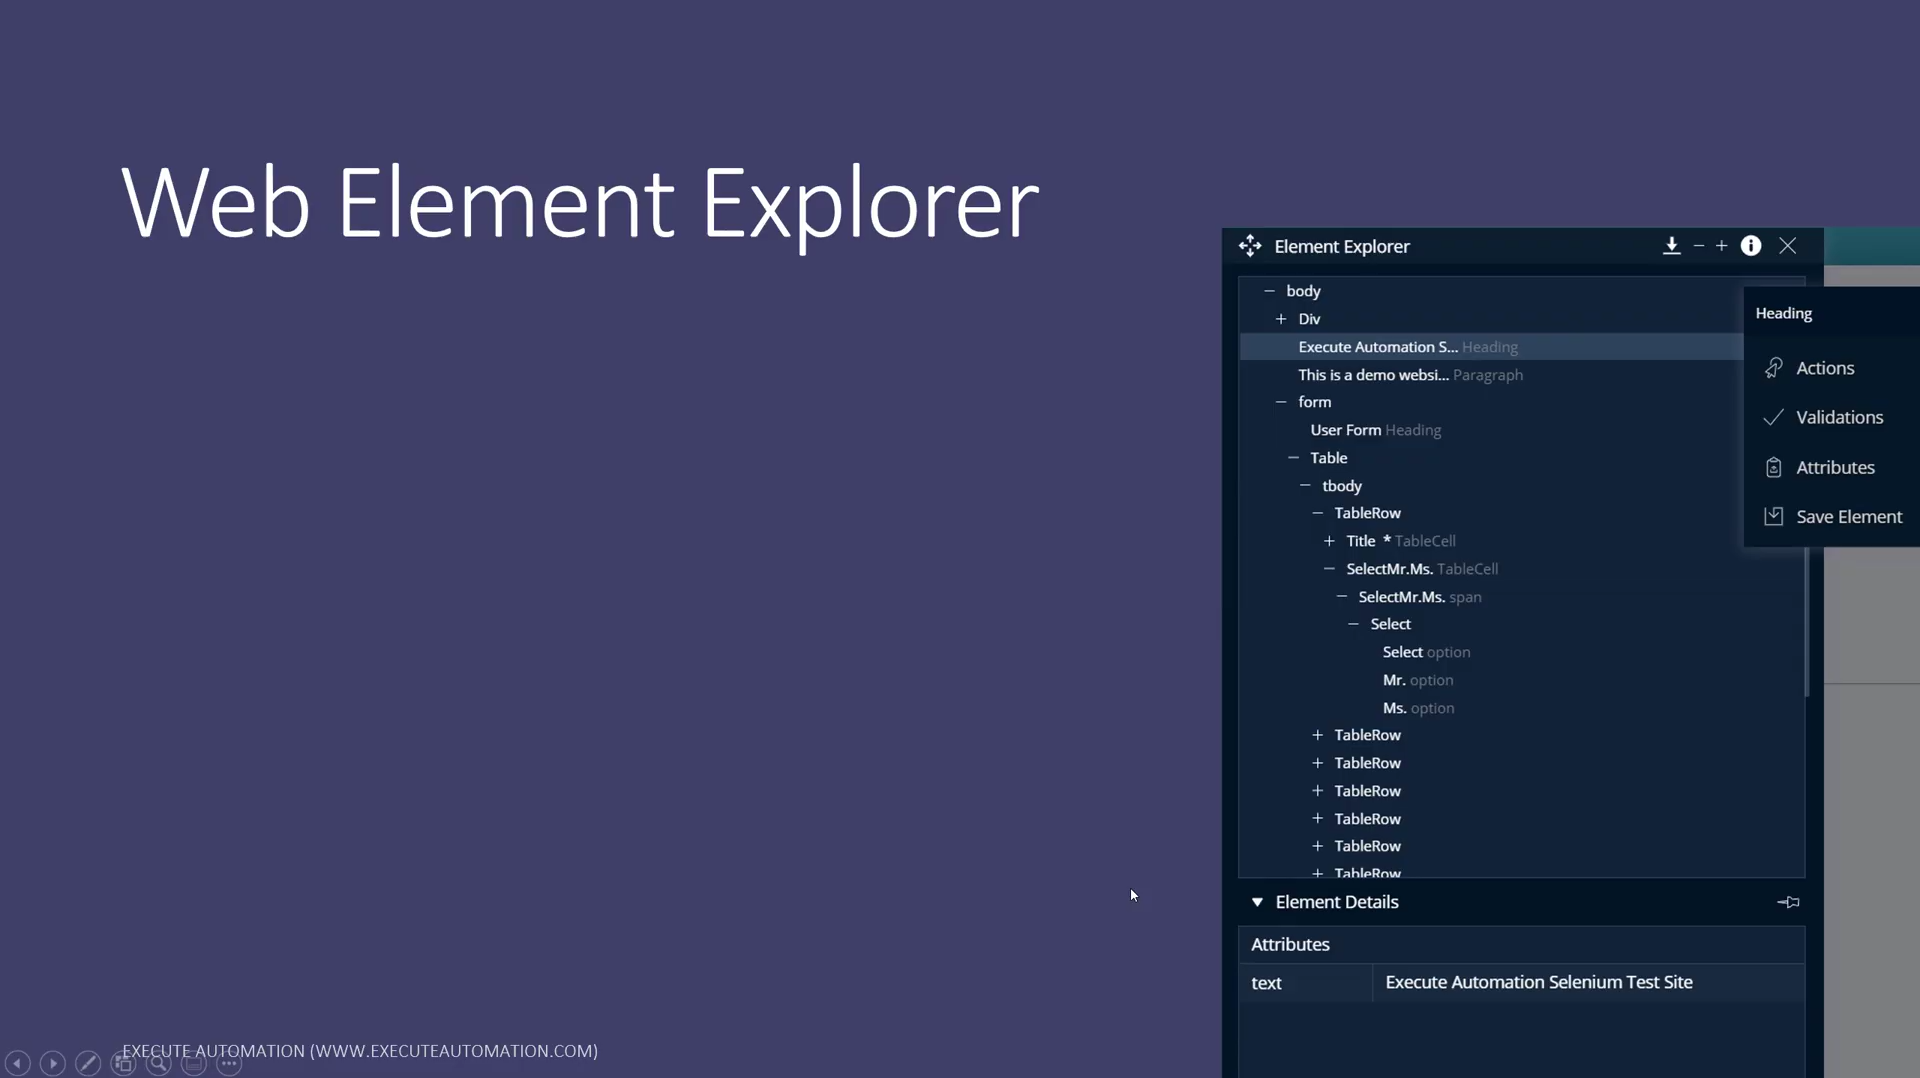 Web Element Explorer
Element Explorer
body
Div
Execute Automation S... Heading
This is a demo websi... Paragraph
form
User Form Heading
Table
tbody
TableRow
Title * TableCell
SelectMr.Ms. TableCell
SelectMr.Ms. span
Select
Select option
Mr. option
Ms. option
TableRow
TableRow
TableRow
TableRow
TableRow
TableRow
Heading
Actions
Validations
Attributes
Save Element
Element Details
Attributes
text Execute Automation Selenium Test Site
EXECUTE AUTOMATION (WWW.EXECUTEAUTOMATION.COM)